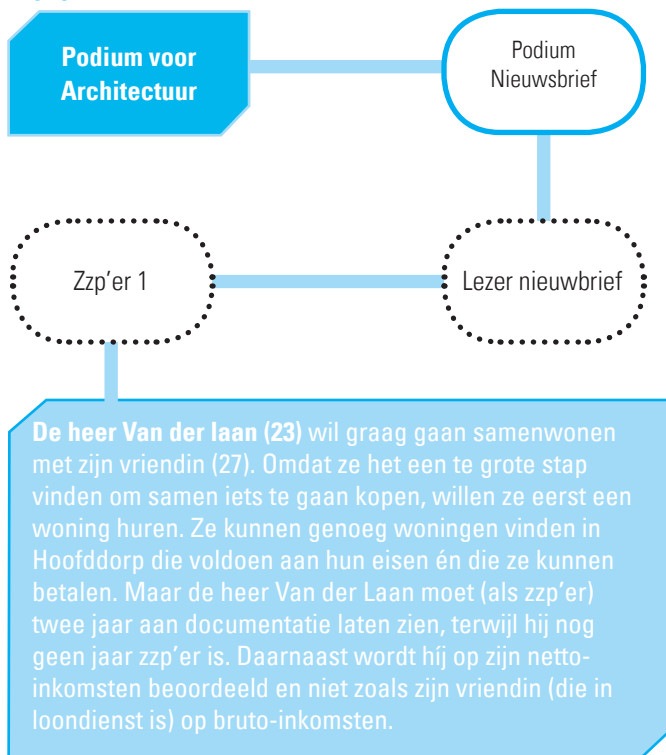 Podium voor
Architectuur
Podium
Nieuwsbrief
Zzp'er 1
Lezer nieuwbrief
De heer Van der laan (23) wil graag gaan samenwonen
met zijn vriendin (27). Omdat ze het een te grote stap
vinden om samen iets te gaan kopen, willen ze eerst een
woning huren. Ze kunnen genoeg woningen vinden in
Hoofddorp die voldoen aan hun eisen én die ze kunnen
betalen. Maar de heer Van der Laan moet (als zzp'er)
twee jaar aan documentatie laten zien, terwijl hij nog
geen jaar zzp'er is. Daarnaast wordt híj op zijn netto-
inkomsten beoordeeld en niet zoals zijn vriendin (die in
loondienst is) op bruto-inkomsten.